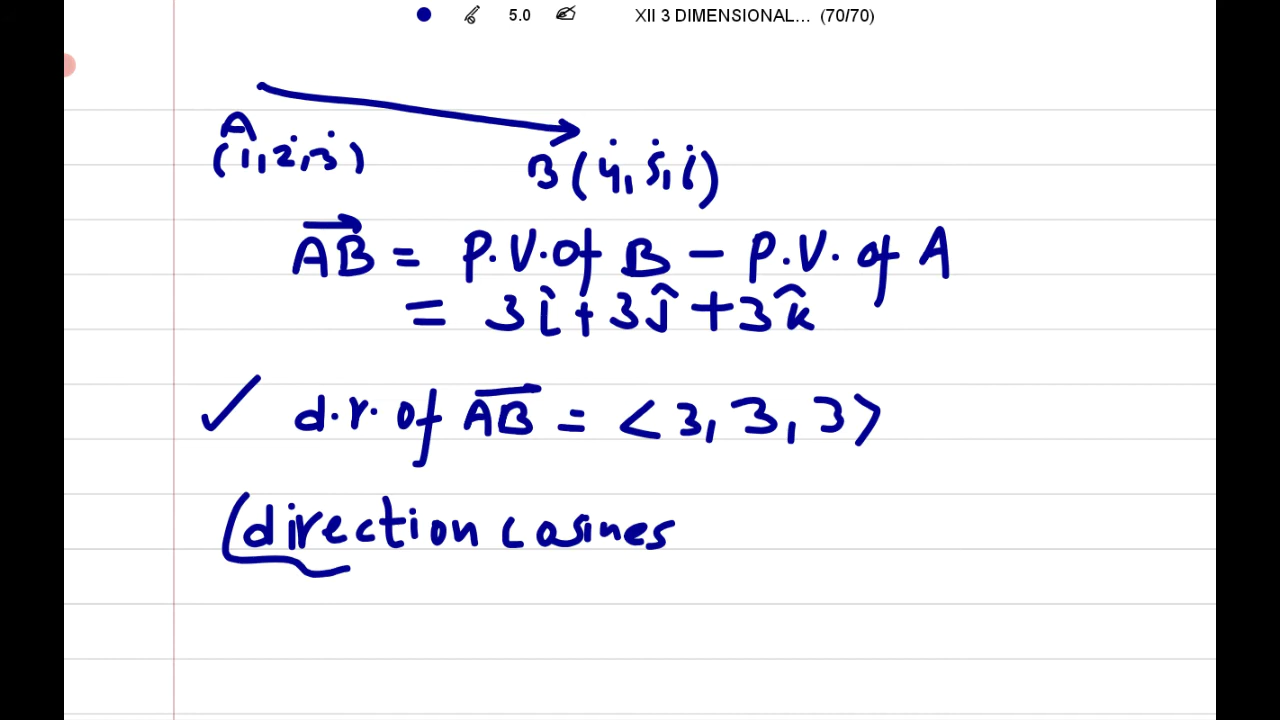 5.0 XII 3 DIMENSIONAL... (70/70)
A
(1, 2, 3)
B (4, 5, 6)
AB = P.V. of B - P.V. of A
= 3î + 3ĵ + 3k̂
✓ d.r. of AB = < 3, 3, 3 >
(direction cosines